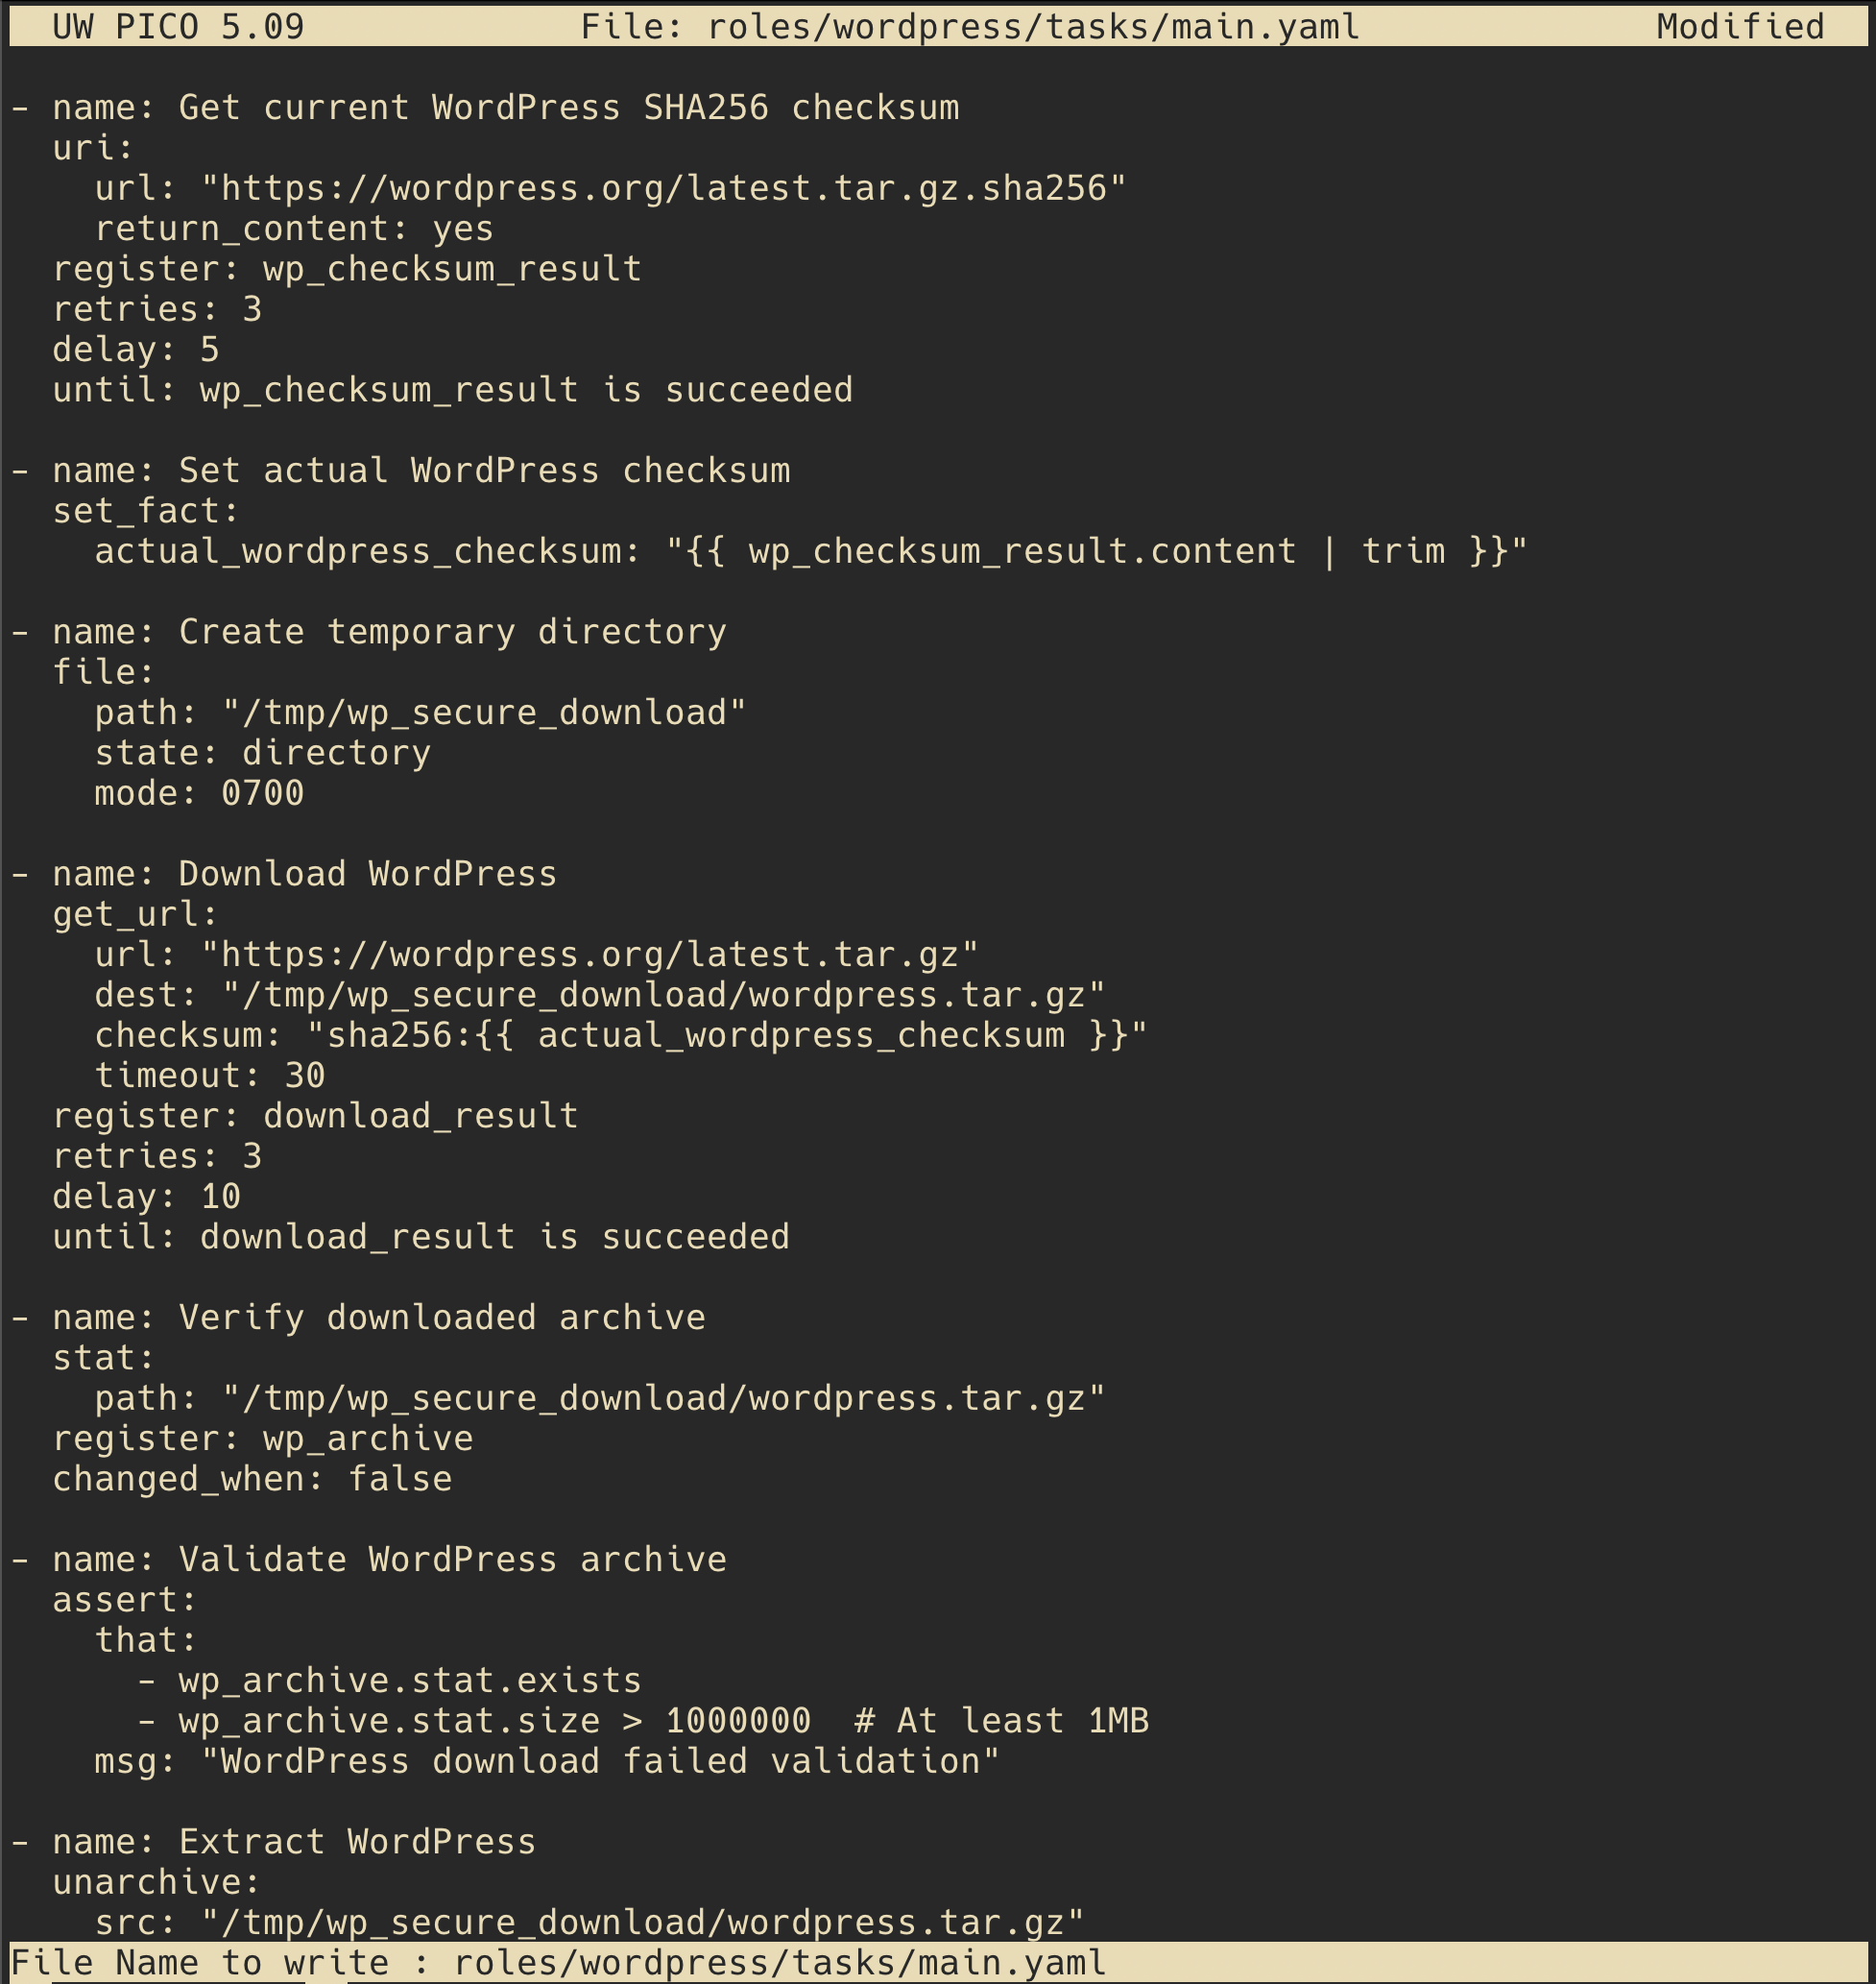 UW PICO 5.09 File: roles/wordpress/tasks/main.yaml Modified
- name: Get current WordPress SHA256 checksum
  uri:
    url: "https://wordpress.org/latest.tar.gz.sha256"
    return_content: yes
  register: wp_checksum_result
  retries: 3
  delay: 5
  until: wp_checksum_result is succeeded
- name: Set actual WordPress checksum
  set_fact:
    actual_wordpress_checksum: "{{ wp_checksum_result.content | trim }}"
- name: Create temporary directory
  file:
    path: "/tmp/wp_secure_download"
    state: directory
    mode: 0700
- name: Download WordPress
  get_url:
    url: "https://wordpress.org/latest.tar.gz"
    dest: "/tmp/wp_secure_download/wordpress.tar.gz"
    checksum: "sha256:{{ actual_wordpress_checksum }}"
    timeout: 30
  register: download_result
  retries: 3
  delay: 10
  until: download_result is succeeded
- name: Verify downloaded archive
  stat:
    path: "/tmp/wp_secure_download/wordpress.tar.gz"
  register: wp_archive
  changed_when: false
- name: Validate WordPress archive
  assert:
    that:
      - wp_archive.stat.exists
      - wp_archive.stat.size > 1000000  # At least 1MB
    msg: "WordPress download failed validation"
- name: Extract WordPress
  unarchive:
    src: "/tmp/wp_secure_download/wordpress.tar.gz"
File Name to write : roles/wordpress/tasks/main.yaml